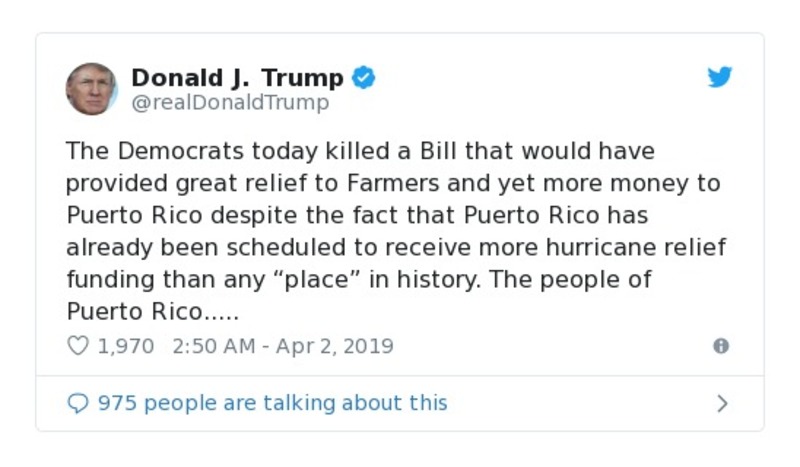 Donald J. Trump
@realDonaldTrump
The Democrats today killed a Bill that would have
provided great relief to Farmers and yet more money to
Puerto Rico despite the fact that Puerto Rico has
already been scheduled to receive more hurricane relief
funding than any “place” in history. The people of
Puerto Rico.....
1,970 2:50 AM - Apr 2, 2019
975 people are talking about this